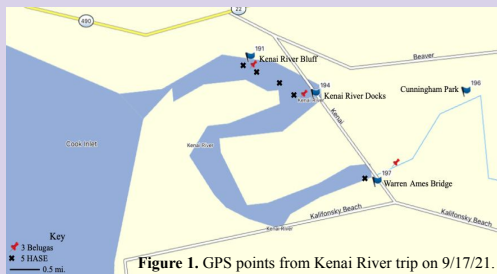 22
490
191
Kenai River Bluff
Beaver
194
Cunningham Park
196
Kenai River Docks
Kenai River
Kenai
Cook Inlet
Kenai River
197
Warren Ames Bridge
Kalifonsky Beach
Kalifonsky Beach
Kenai River
Key
3 Belugas
5 HASE
0.5 mi.
Figure 1. GPS points from Kenai River trip on 9/17/21.